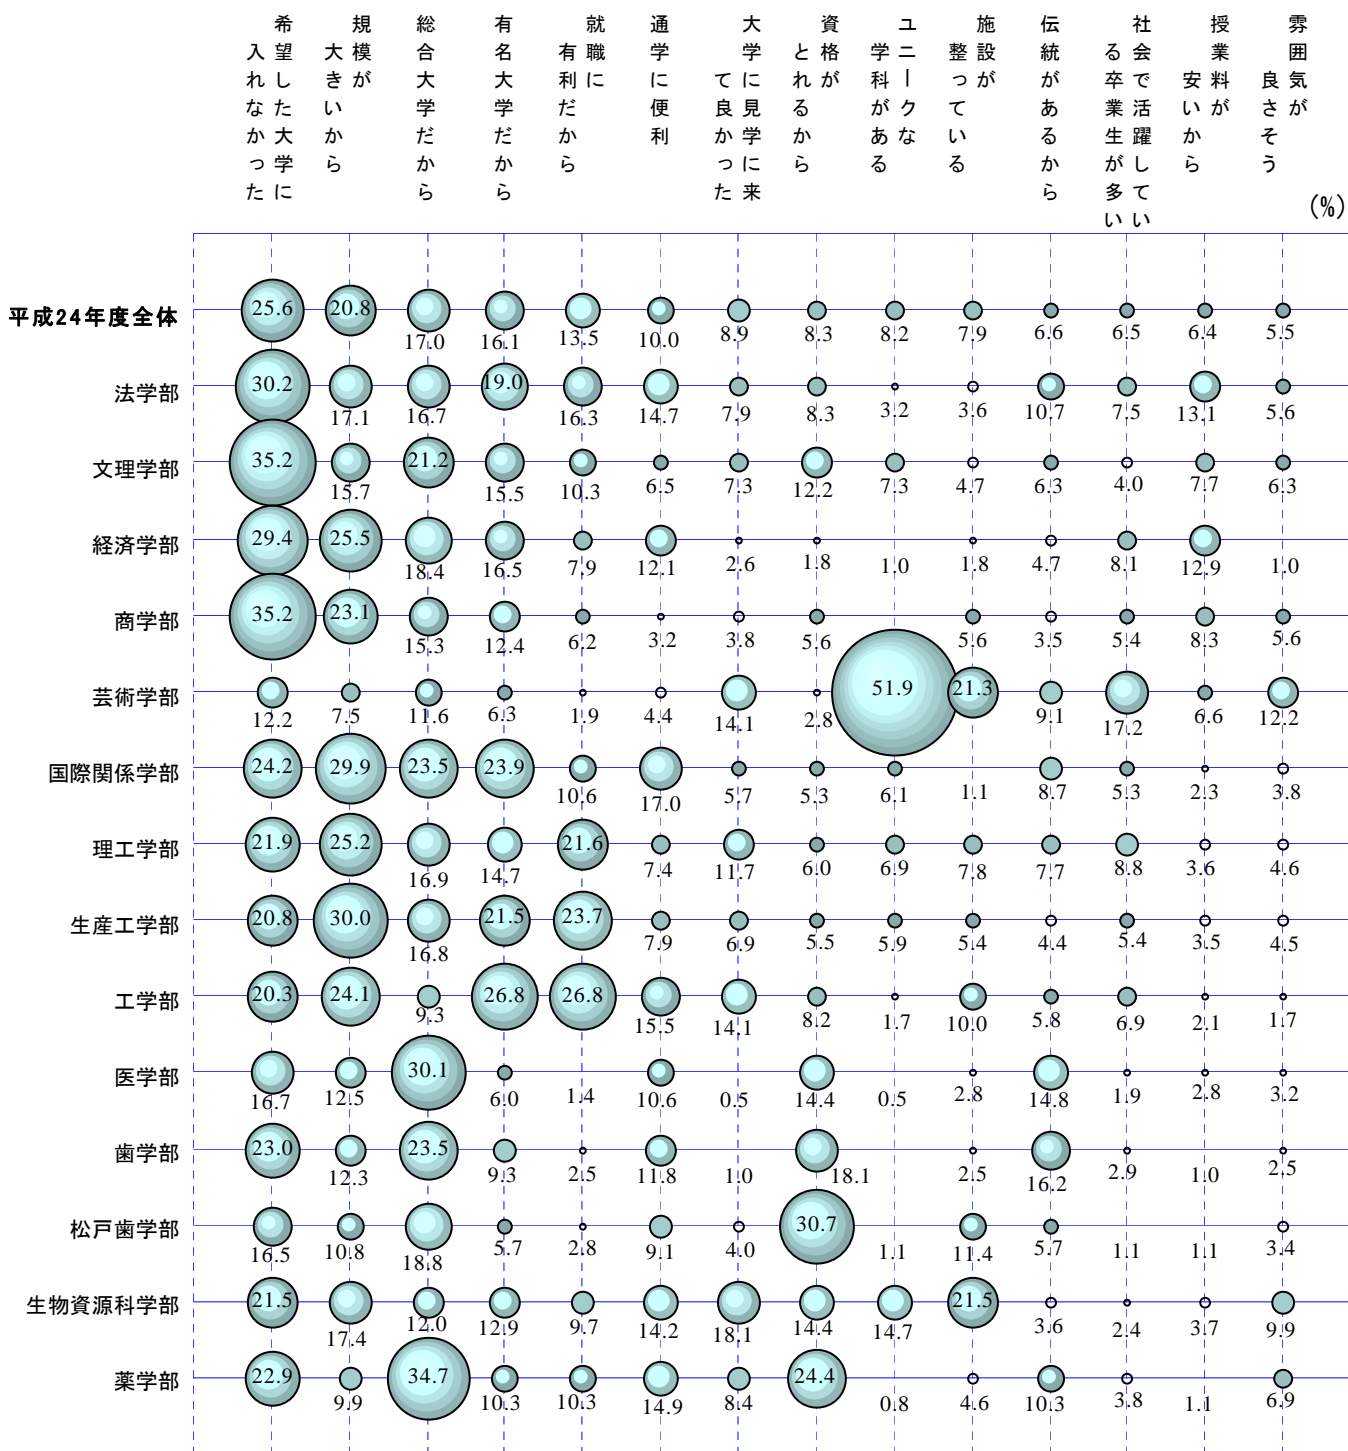 希望した大学に
入れなかった
規模が
大きいから
総合大学だから
有名大学だから
就職に
有利だから
通学に便利
大学に見学に来
て良かった
資格が
とれるから
ユニークな
学科がある
施設が
整っている
伝統があるから
社会で活躍してい
る卒業生が多い
授業料が
安いから
雰囲気が
良さそう
(%)
平成24年度全体 25.6 20.8 17.0 16.1 13.5 10.0 8.9 8.3 8.2 7.9 6.6 6.5 6.4 5.5
法学部 30.2 17.1 16.7 19.0 16.3 14.7 7.9 8.3 3.2 3.6 10.7 7.5 13.1 5.6
文理学部 35.2 15.7 21.2 15.5 10.3 6.5 7.3 12.2 7.3 4.7 6.3 4.0 7.7 6.3
経済学部 29.4 25.5 18.4 16.5 7.9 12.1 2.6 1.8 1.0 1.8 4.7 8.1 12.9 1.0
商学部 35.2 23.1 15.3 12.4 6.2 3.2 3.8 5.6 5.6 3.5 5.4 8.3 5.6
芸術学部 12.2 7.5 11.6 6.3 1.9 4.4 14.1 2.8 51.9 21.3 9.1 17.2 6.6 12.2
国際関係学部 24.2 29.9 23.5 23.9 10.6 17.0 5.7 5.3 6.1 1.1 8.7 5.3 2.3 3.8
理工学部 21.9 25.2 16.9 14.7 21.6 7.4 11.7 6.0 6.9 7.8 7.7 8.8 3.6 4.6
生産工学部 20.8 30.0 16.8 21.5 23.7 7.9 6.9 5.5 5.9 5.4 4.4 5.4 3.5 4.5
工学部 20.3 24.1 9.3 26.8 26.8 15.5 14.1 8.2 1.7 10.0 5.8 6.9 2.1 1.7
医学部 16.7 12.5 30.1 6.0 1.4 10.6 0.5 14.4 0.5 2.8 14.8 1.9 2.8 3.2
歯学部 23.0 12.3 23.5 9.3 2.5 11.8 1.0 18.1 2.5 16.2 2.9 1.0 2.5
松戸歯学部 16.5 10.8 18.8 5.7 2.8 9.1 4.0 30.7 1.1 11.4 5.7 1.1 1.1 3.4
生物資源科学部 21.5 17.4 12.0 12.9 9.7 14.2 18.1 14.4 14.7 21.5 3.6 2.4 3.7 9.9
薬学部 22.9 9.9 34.7 10.3 10.3 14.9 8.4 24.4 0.8 4.6 10.3 3.8 1.1 6.9